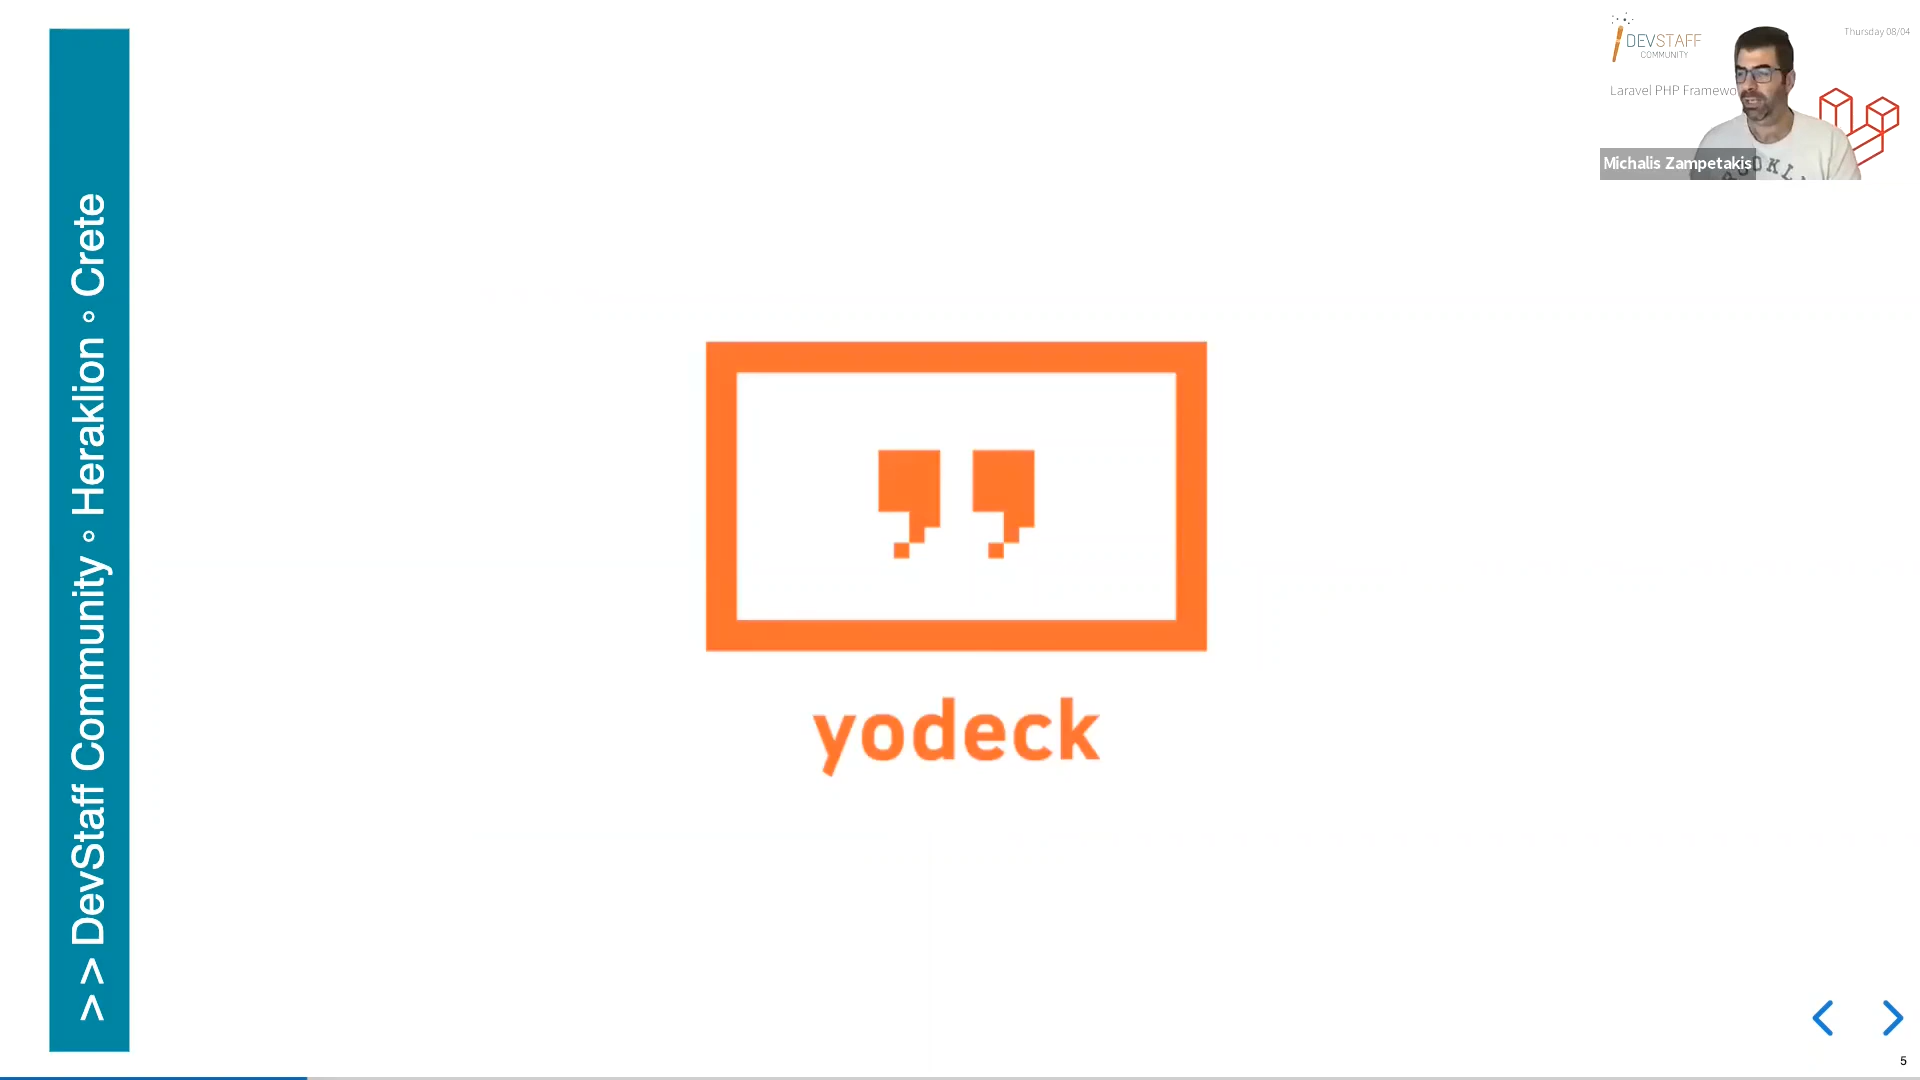 >> DevStaff Community ∘ Heraklion ∘ Crete
DEVSTAFF
COMMUNITY
Thursday 08/04
Laravel PHP Framewo
Michalis Zampetakis
yodeck
5